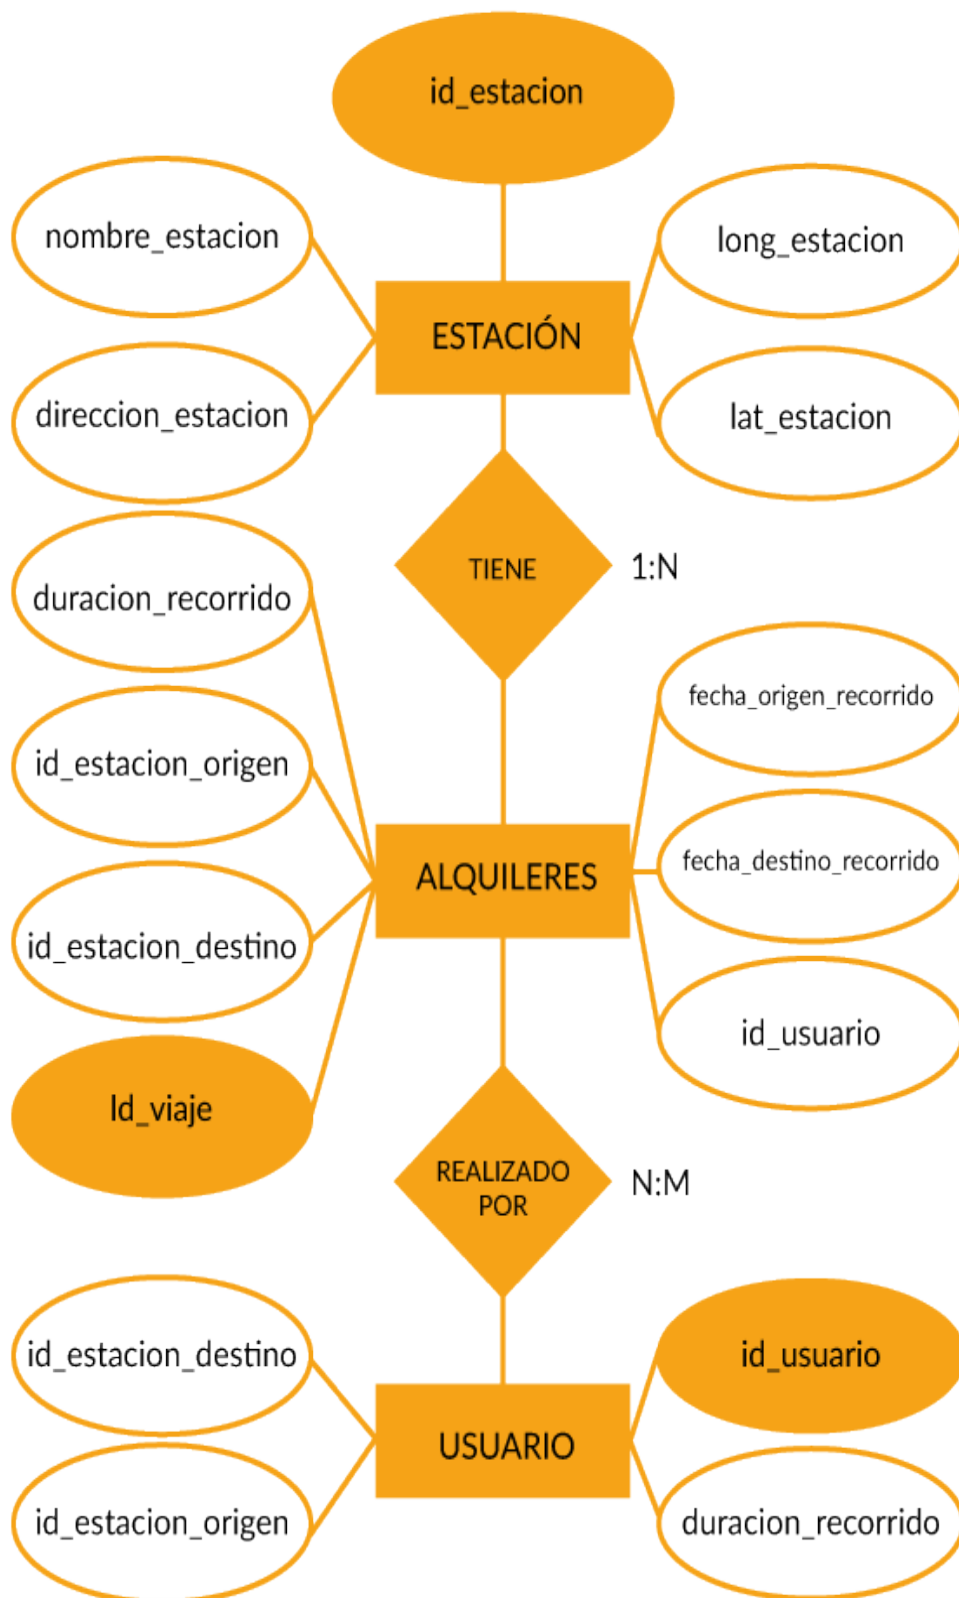 id_estacion
nombre_estacion
long_estacion
ESTACIÓN
direccion_estacion
lat_estacion
TIENE
1:N
duracion_recorrido
fecha_origen_recorrido
id_estacion_origen
fecha_destino_recorrido
ALQUILERES
id_estacion_destino
id_usuario
Id_viaje
REALIZADO
POR
N:M
id_estacion_destino
id_usuario
USUARIO
id_estacion_origen
duracion_recorrido